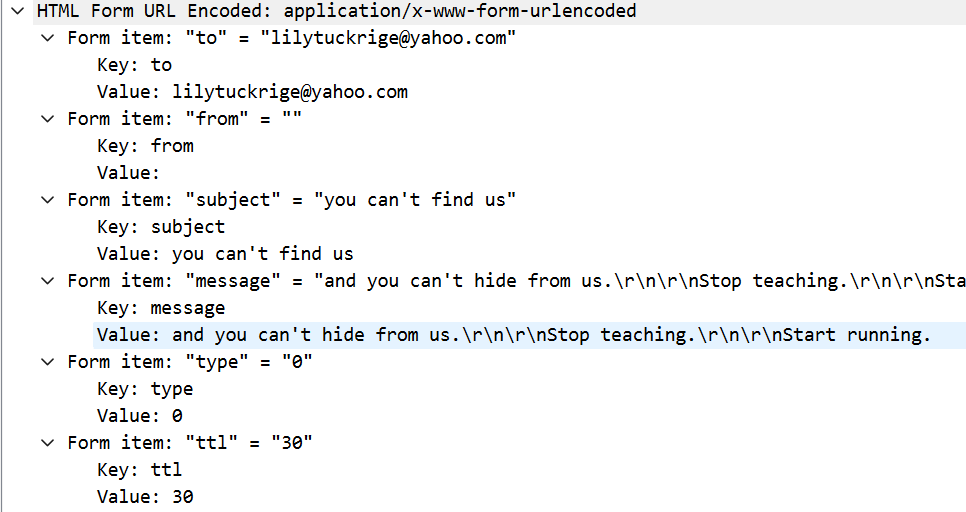 HTML Form URL Encoded: application/x-www-form-urlencoded
Form item: "to" = "lilytuckrige@yahoo.com"
Key: to
Value: lilytuckrige@yahoo.com
Form item: "from" = ""
Key: from
Value:
Form item: "subject" = "you can't find us"
Key: subject
Value: you can't find us
Form item: "message" = "and you can't hide from us.\r\n\r\nStop teaching.\r\n\r\nSta
Key: message
Value: and you can't hide from us.\r\n\r\nStop teaching.\r\n\r\nStart running.
Form item: "type" = "0"
Key: type
Value: 0
Form item: "ttl" = "30"
Key: ttl
Value: 30